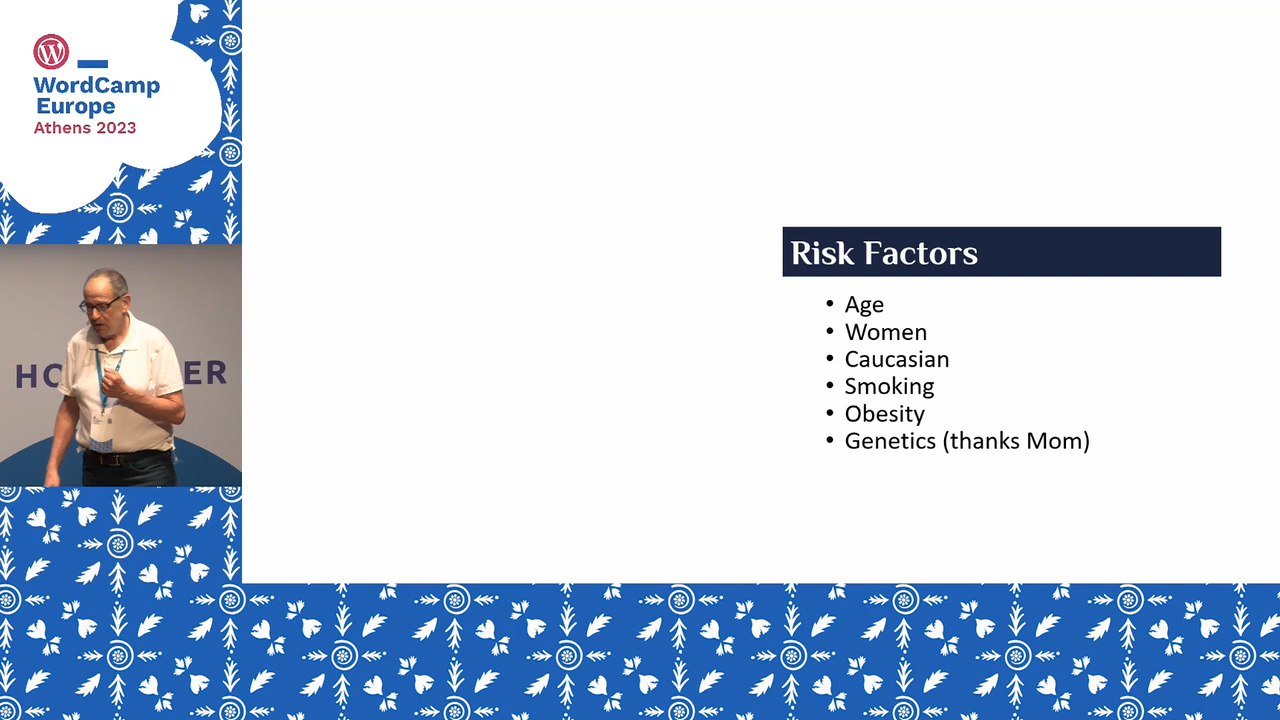 WordCamp
Europe
Athens 2023
Risk Factors
• Age
• Women
• Caucasian
• Smoking
• Obesity
• Genetics (thanks Mom)